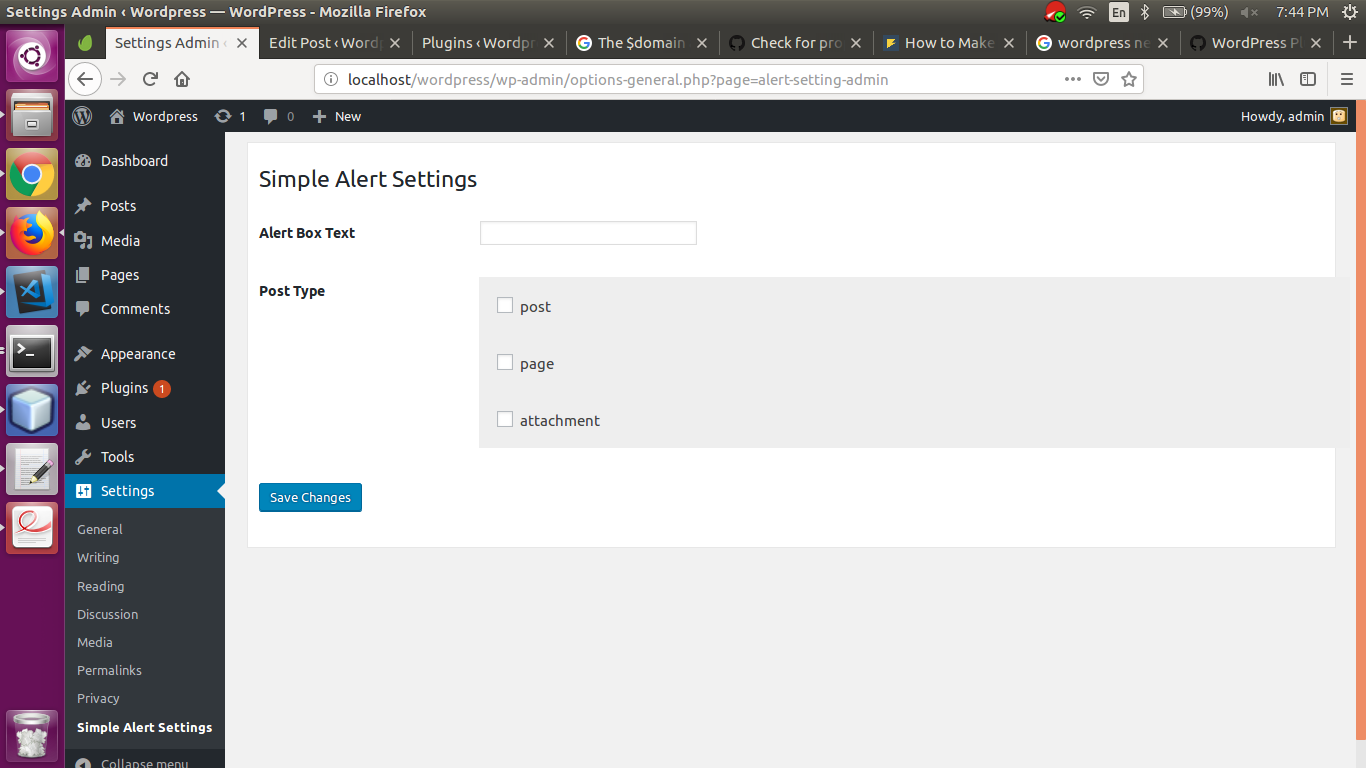 Settings Admin ‹ Wordpress — WordPress - Mozilla Firefox
En
(99%)
7:44 PM
Settings Admin ‹
Edit Post ‹ Word
Plugins ‹ Wordpr
The $domain
Check for pro
How to Make
wordpress ne
WordPress Pl
localhost/wordpress/wp-admin/options-general.php?page=alert-setting-admin
Wordpress
1
0
New
Howdy, admin
Dashboard
Posts
Media
Pages
Comments
Appearance
Plugins 1
Users
Tools
Settings
General
Writing
Reading
Discussion
Media
Permalinks
Privacy
Simple Alert Settings
Collapse menu
Simple Alert Settings
Alert Box Text
Post Type
post
page
attachment
Save Changes